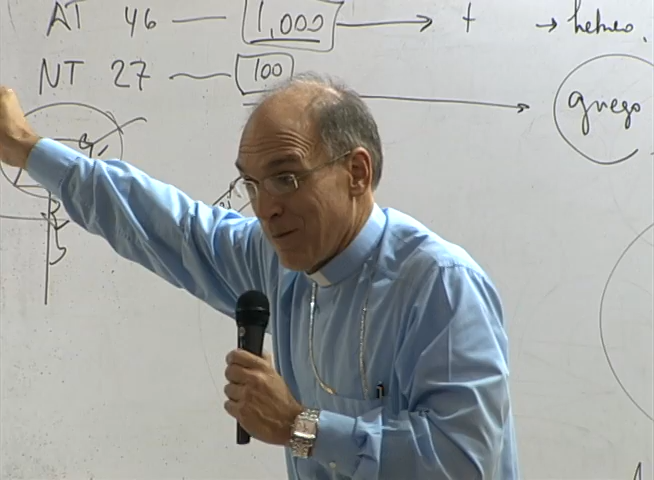 AT 46 — 1,000 → t → hebreo.
NT 27 — 100 → griego